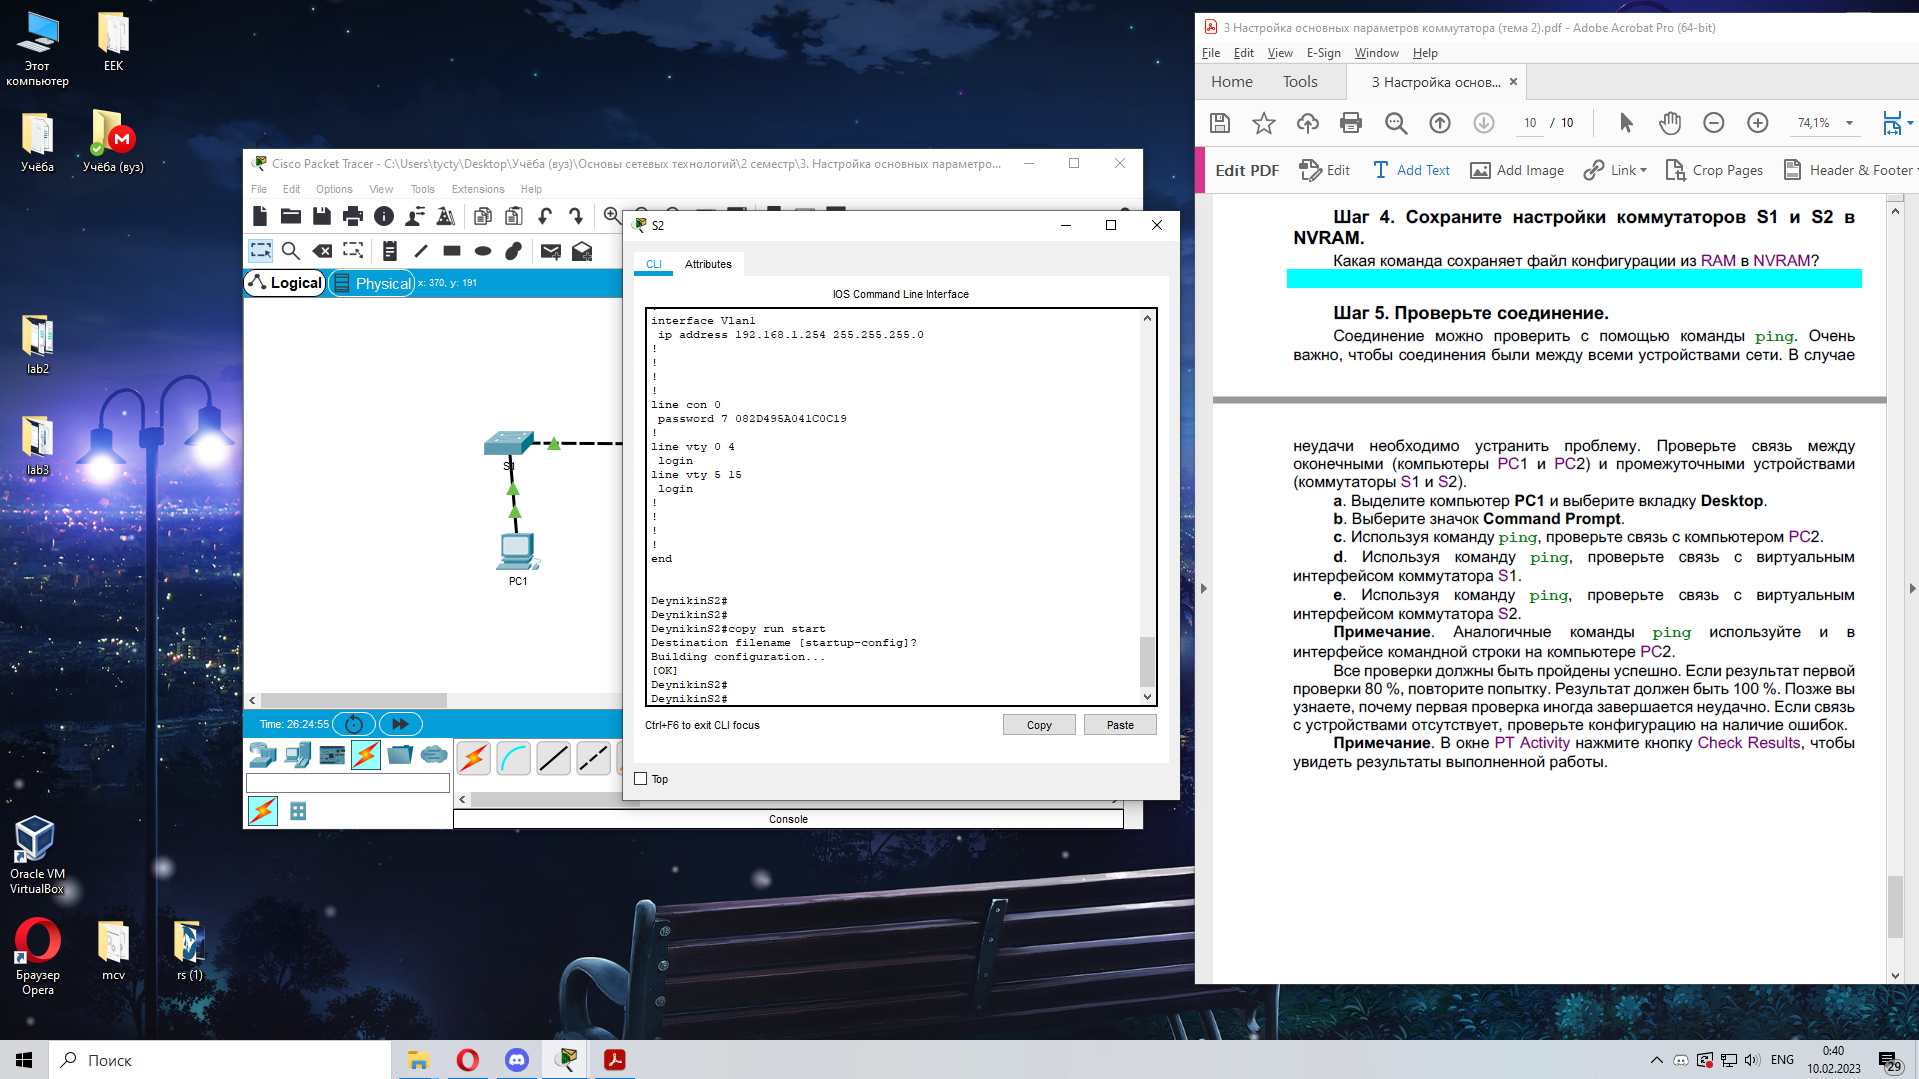 Этот
компьютер
ЕЕК
Учёба
Учёба (вуз)
lab2
lab3
Oracle VM
VirtualBox
Браузер
Opera
mcv
rs (1)
Cisco Packet Tracer - C:\Users\tycty\Desktop\Учёба (вуз)\Основы сетевых технологий\2 семестр\3. Настройка основных параметро...
File Edit Options View Tools Extensions Help
Logical
Physical
x: 370, y: 191
S1
PC1
Time: 26:24:55
Console
S2
CLI
Attributes
IOS Command Line Interface
interface Vlan1
ip address 192.168.1.254 255.255.255.0
!
!
!
!
line con 0
password 7 082D495A041C0C19
!
line vty 0 4
login
line vty 5 15
login
!
!
!
!
end
DeynikinS2#
DeynikinS2#
DeynikinS2#copy run start
Destination filename [startup-config]?
Building configuration...
[OK]
DeynikinS2#
DeynikinS2#
Ctrl+F6 to exit CLI focus
Copy
Paste
Top
3 Настройка основных параметров коммутатора (тема 2).pdf - Adobe Acrobat Pro (64-bit)
File Edit View E-Sign Window Help
Home
Tools
3 Настройка основ...
10 / 10
74,1%
Edit PDF
Edit
Add Text
Add Image
Link
Crop Pages
Header & Footer
Шаг 4. Сохраните настройки коммутаторов S1 и S2 в
NVRAM.
Какая команда сохраняет файл конфигурации из RAM в NVRAM?
Шаг 5. Проверьте соединение.
Соединение можно проверить с помощью команды ping. Очень
важно, чтобы соединения были между всеми устройствами сети. В случае
неудачи необходимо устранить проблему. Проверьте связь между
оконечными (компьютеры PC1 и PC2) и промежуточными устройствами
(коммутаторы S1 и S2).
a. Выделите компьютер PC1 и выберите вкладку Desktop.
b. Выберите значок Command Prompt.
c. Используя команду ping, проверьте связь с компьютером PC2.
d. Используя команду ping, проверьте связь с виртуальным
интерфейсом коммутатора S1.
e. Используя команду ping, проверьте связь с виртуальным
интерфейсом коммутатора S2.
Примечание. Аналогичные команды ping используйте и в
интерфейсе командной строки на компьютере PC2.
Все проверки должны быть пройдены успешно. Если результат первой
проверки 80 %, повторите попытку. Результат должен быть 100 %. Позже вы
узнаете, почему первая проверка иногда завершается неудачно. Если связь
с устройствами отсутствует, проверьте конфигурацию на наличие ошибок.
Примечание. В окне PT Activity нажмите кнопку Check Results, чтобы
увидеть результаты выполненной работы.
Поиск
ENG
0:40
10.02.2023
29